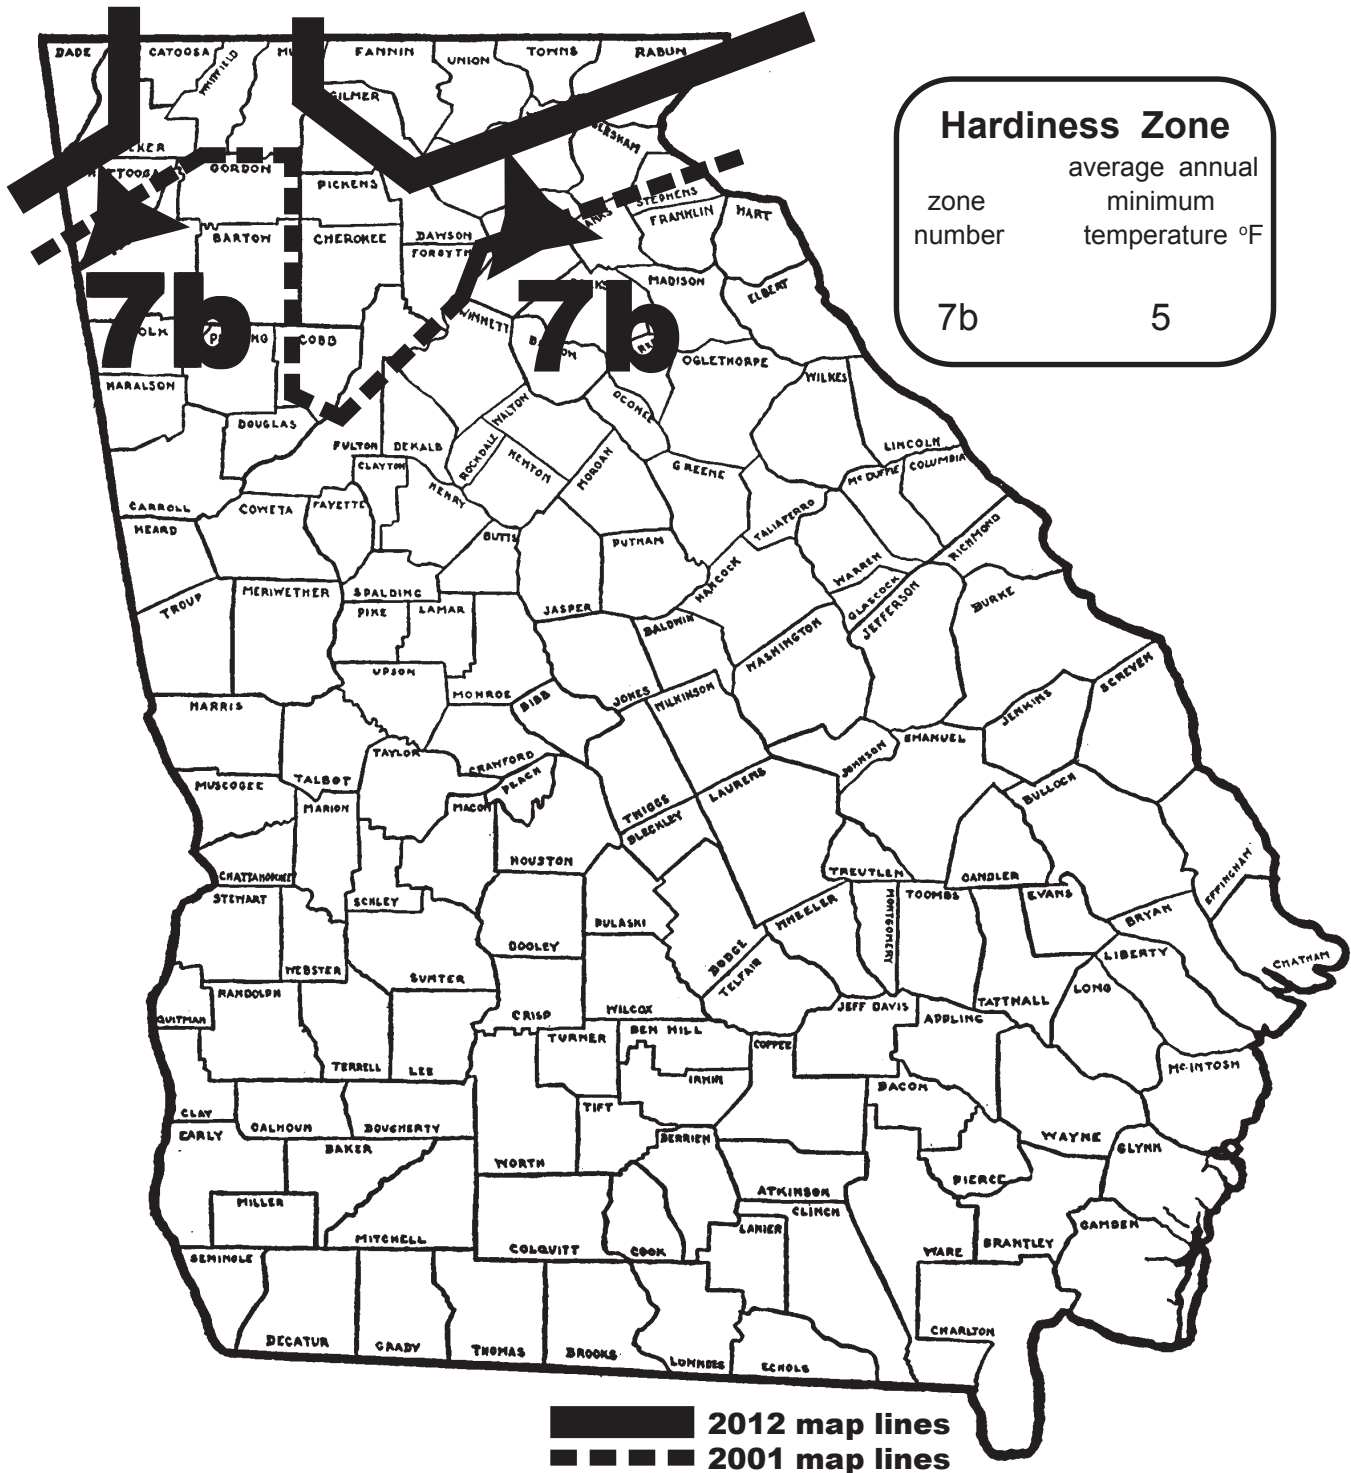 DADE CATOOSA WHITFIELD MU FANNIN UNION TOWNS RABUN
GILMER
Hardiness Zone
average annual
zone minimum
number temperature °F
7b 5
GORDON
PICKENS
STEPHENS
FRANKLIN HART
BARTOW CHEROKEE DAWSON
FORSYTH
7b 7b
MADISON ELBERT
COBB
OGLETHORPE
HARALSON WILKES
DOUGLAS WALTON OCONEE
FULTON DEKALB ROCKDALE NEWTON MORGAN GREENE LINCOLN
CLAYTON HENRY McDUFFIE COLUMBIA
CARROLL COWETA FAYETTE TALIAFERRO
HEARD BUTTS PUTNAM RICHMOND
HANCOCK WARREN
TROUP MERIWETHER SPALDING GLASCOCK
PIKE LAMAR JASPER BALDWIN JEFFERSON BURKE
WASHINGTON
UPSON SCREVEN
MONROE BIBB JONES WILKINSON
HARRIS JENKINS
TAYLOR CRAWFORD JOHNSON EMANUEL
MUSCOGEE TALBOT PEACH LAURENS BULLOCH
MARION MACON TWIGGS
BLECKLEY
HOUSTON
CHATTAHOOCHEE TREUTLEN CANDLER EFFINGHAM
STEWART SCHLEY WHEELER MONTGOMERY TOOMBS EVANS
PULASKI BRYAN
DOOLEY DODGE LIBERTY CHATHAM
WEBSTER SUMTER TELFAIR
RANDOLPH LONG
QUITMAN CRISP WILCOX JEFF DAVIS TATTNALL
TURNER BEN HILL COFFEE APPLING
TERRELL LEE IRWIN McINTOSH
BACON
CLAY CALHOUN DOUGHERTY TIFT
EARLY BAKER BERRIEN WAYNE GLYNN
WORTH
MILLER ATKINSON PIERCE
CLINCH
MITCHELL COLQUITT COOK LANIER WARE BRANTLEY CAMDEN
SEMINOLE
DECATUR GRADY THOMAS BROOKS LOWNDES ECHOLS CHARLTON
2012 map lines
2001 map lines